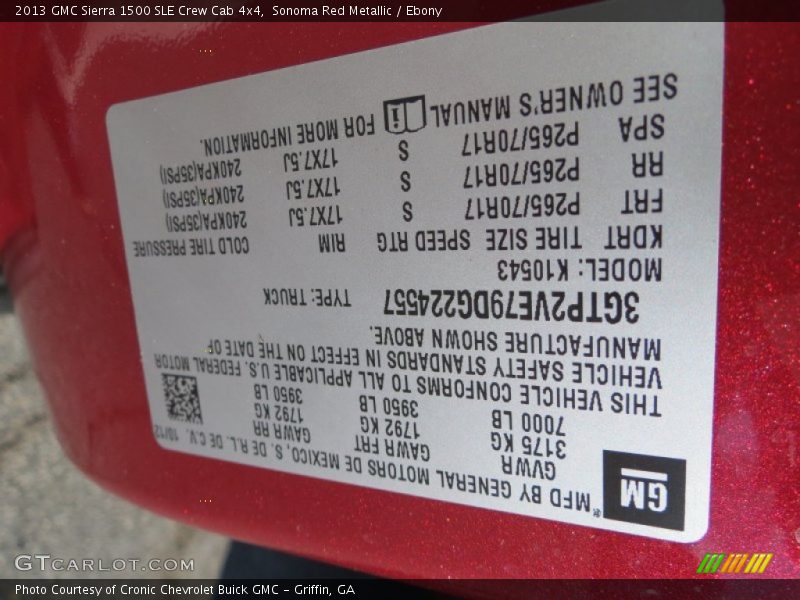 2013 GMC Sierra 1500 SLE Crew Cab 4x4, Sonoma Red Metallic / Ebony
GM
MFD BY GENERAL MOTORS DE MEXICO, S. DE R.L. DE C.V. 10/12
GVWR GAWR FRT GAWR RR
3175 KG 1792 KG 1792 KG
7000 LB 3950 LB 3950 LB
THIS VEHICLE CONFORMS TO ALL APPLICABLE U.S. FEDERAL MOTOR
VEHICLE SAFETY STANDARDS IN EFFECT ON THE DATE OF
MANUFACTURE SHOWN ABOVE.
3GTP2VE79DG224557 TYPE: TRUCK
MODEL: K10543
KDRT TIRE SIZE SPEED RTG RIM COLD TIRE PRESSURE
FRT P265/70R17 S 17X7.5J 240KPA(35PSI)
RR P265/70R17 S 17X7.5J 240KPA(35PSI)
SPA P265/70R17 S 17X7.5J 240KPA(35PSI)
SEE OWNER'S MANUAL i FOR MORE INFORMATION.
GTCARLOT.COM
Photo Courtesy of Cronic Chevrolet Buick GMC - Griffin, GA